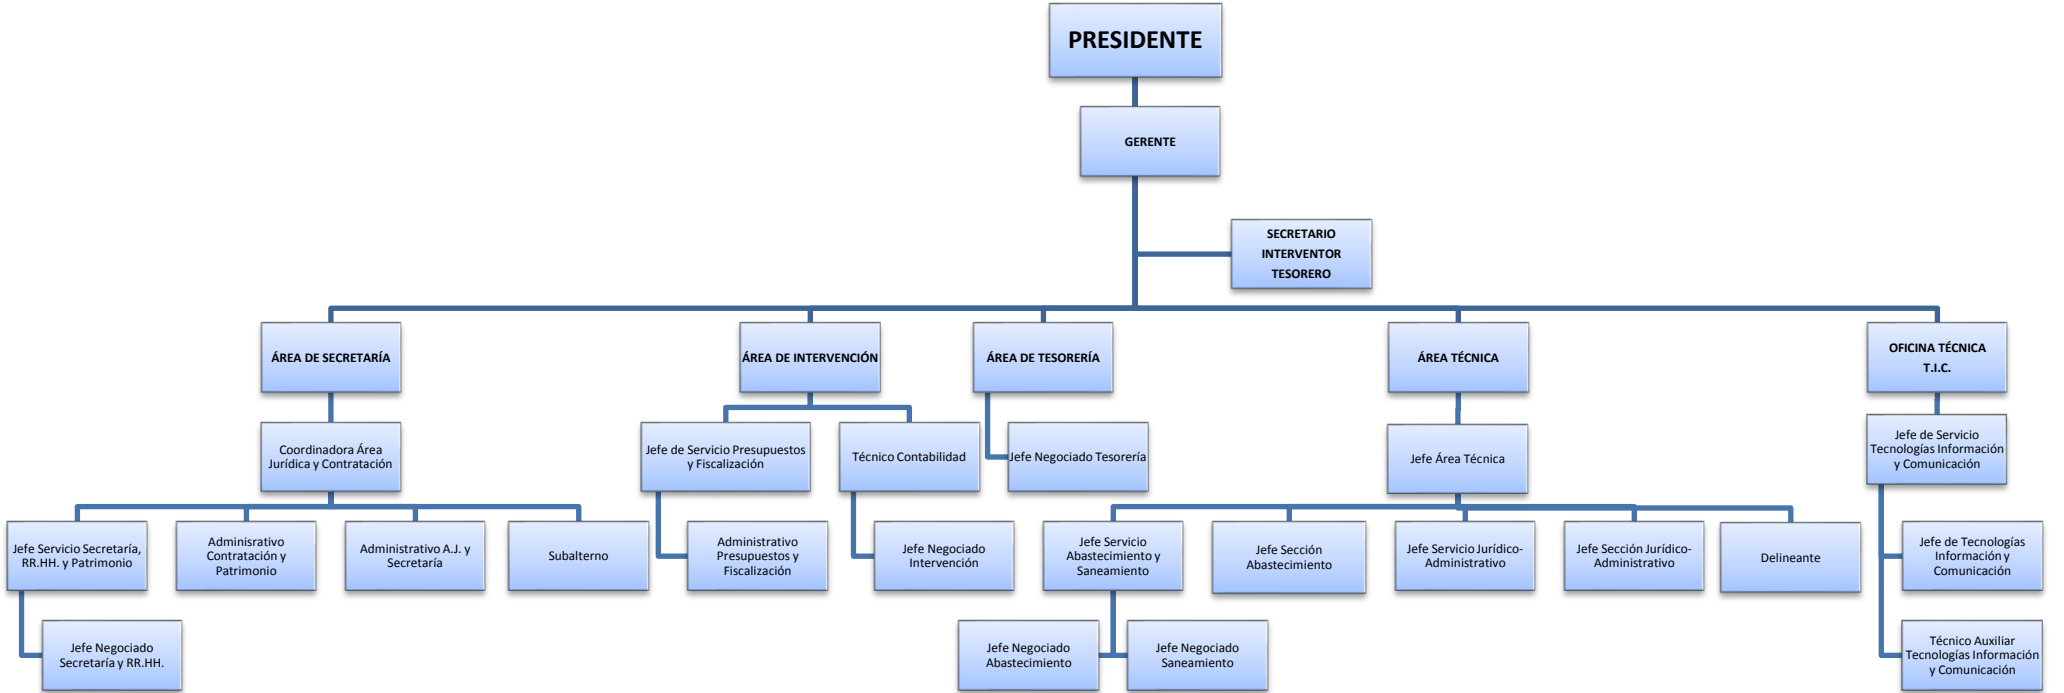 PRESIDENTE
GERENTE
SECRETARIO
INTERVENTOR
TESORERO
ÁREA DE SECRETARÍA
ÁREA DE INTERVENCIÓN
ÁREA DE TESORERÍA
ÁREA TÉCNICA
OFICINA TÉCNICA
T.I.C.
Coordinadora Área
Jurídica y Contratación
Jefe de Servicio Presupuestos
y Fiscalización
Técnico Contabilidad
Jefe Negociado Tesorería
Jefe Área Técnica
Jefe de Servicio
Tecnologías Información
y Comunicación
Jefe Servicio Secretaría,
RR.HH. y Patrimonio
Adminisrativo
Contratación y
Patrimonio
Administrativo A.J. y
Secretaría
Subalterno
Administrativo
Presupuestos y
Fiscalización
Jefe Negociado
Intervención
Jefe Servicio
Abastecimiento y
Saneamiento
Jefe Sección
Abastecimiento
Jefe Servicio Jurídico-
Administrativo
Jefe Sección Jurídico-
Administrativo
Delineante
Jefe de Tecnologías
Información y
Comunicación
Jefe Negociado
Secretaría y RR.HH.
Jefe Negociado
Abastecimiento
Jefe Negociado
Saneamiento
Técnico Auxiliar
Tecnologías Información
y Comunicación